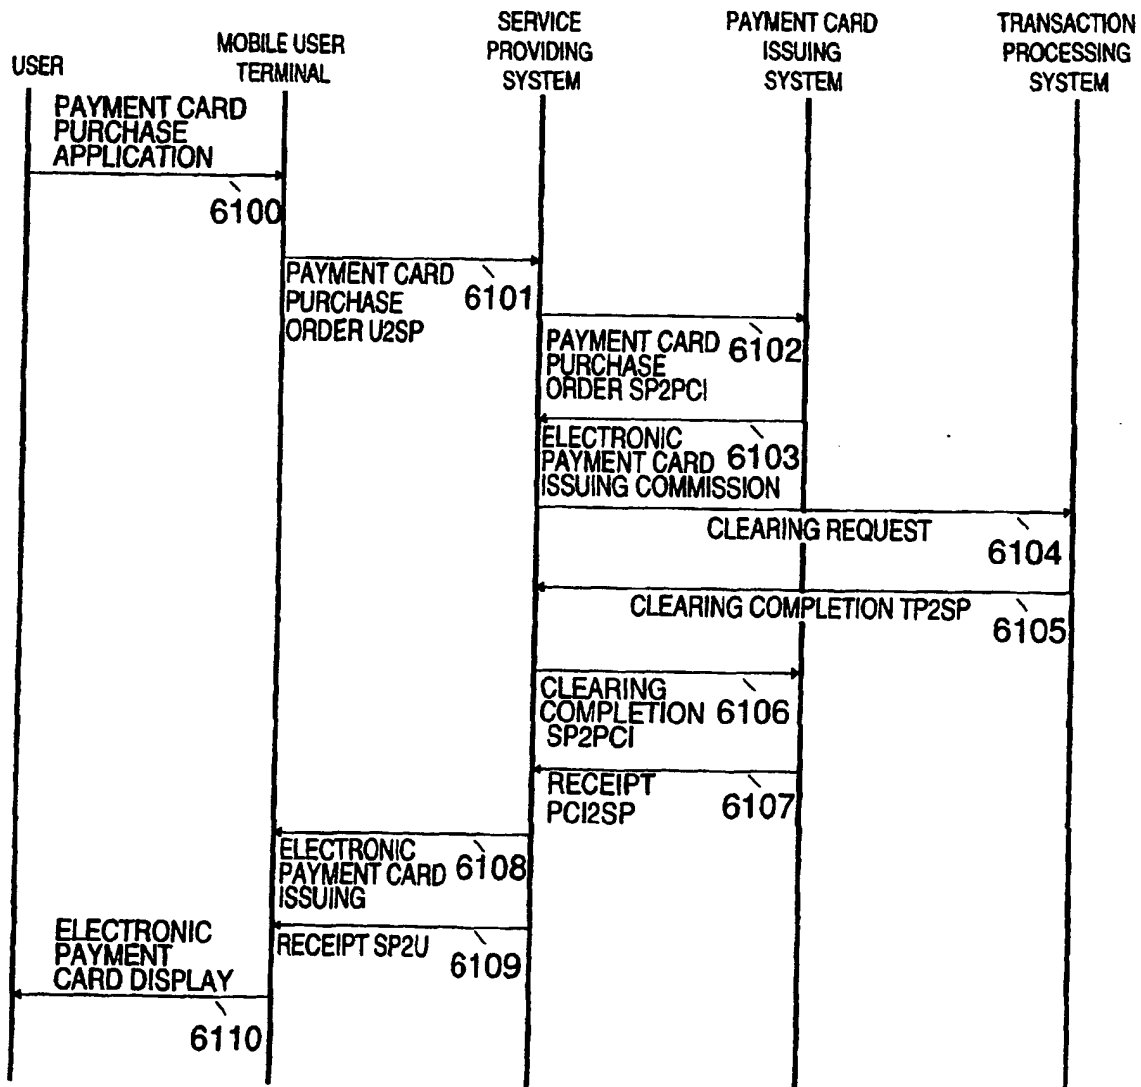 USER
MOBILE USER
TERMINAL
SERVICE
PROVIDING
SYSTEM
PAYMENT CARD
ISSUING
SYSTEM
TRANSACTION
PROCESSING
SYSTEM
PAYMENT CARD
PURCHASE
APPLICATION
6100
PAYMENT CARD
PURCHASE
ORDER U2SP
6101
PAYMENT CARD
PURCHASE
ORDER SP2PCI
6102
ELECTRONIC
PAYMENT CARD
ISSUING COMMISSION
6103
CLEARING REQUEST
6104
CLEARING COMPLETION TP2SP
6105
CLEARING
COMPLETION
SP2PCI
6106
RECEIPT
PCI2SP
6107
ELECTRONIC
PAYMENT CARD
ISSUING
6108
RECEIPT SP2U
6109
ELECTRONIC
PAYMENT
CARD DISPLAY
6110